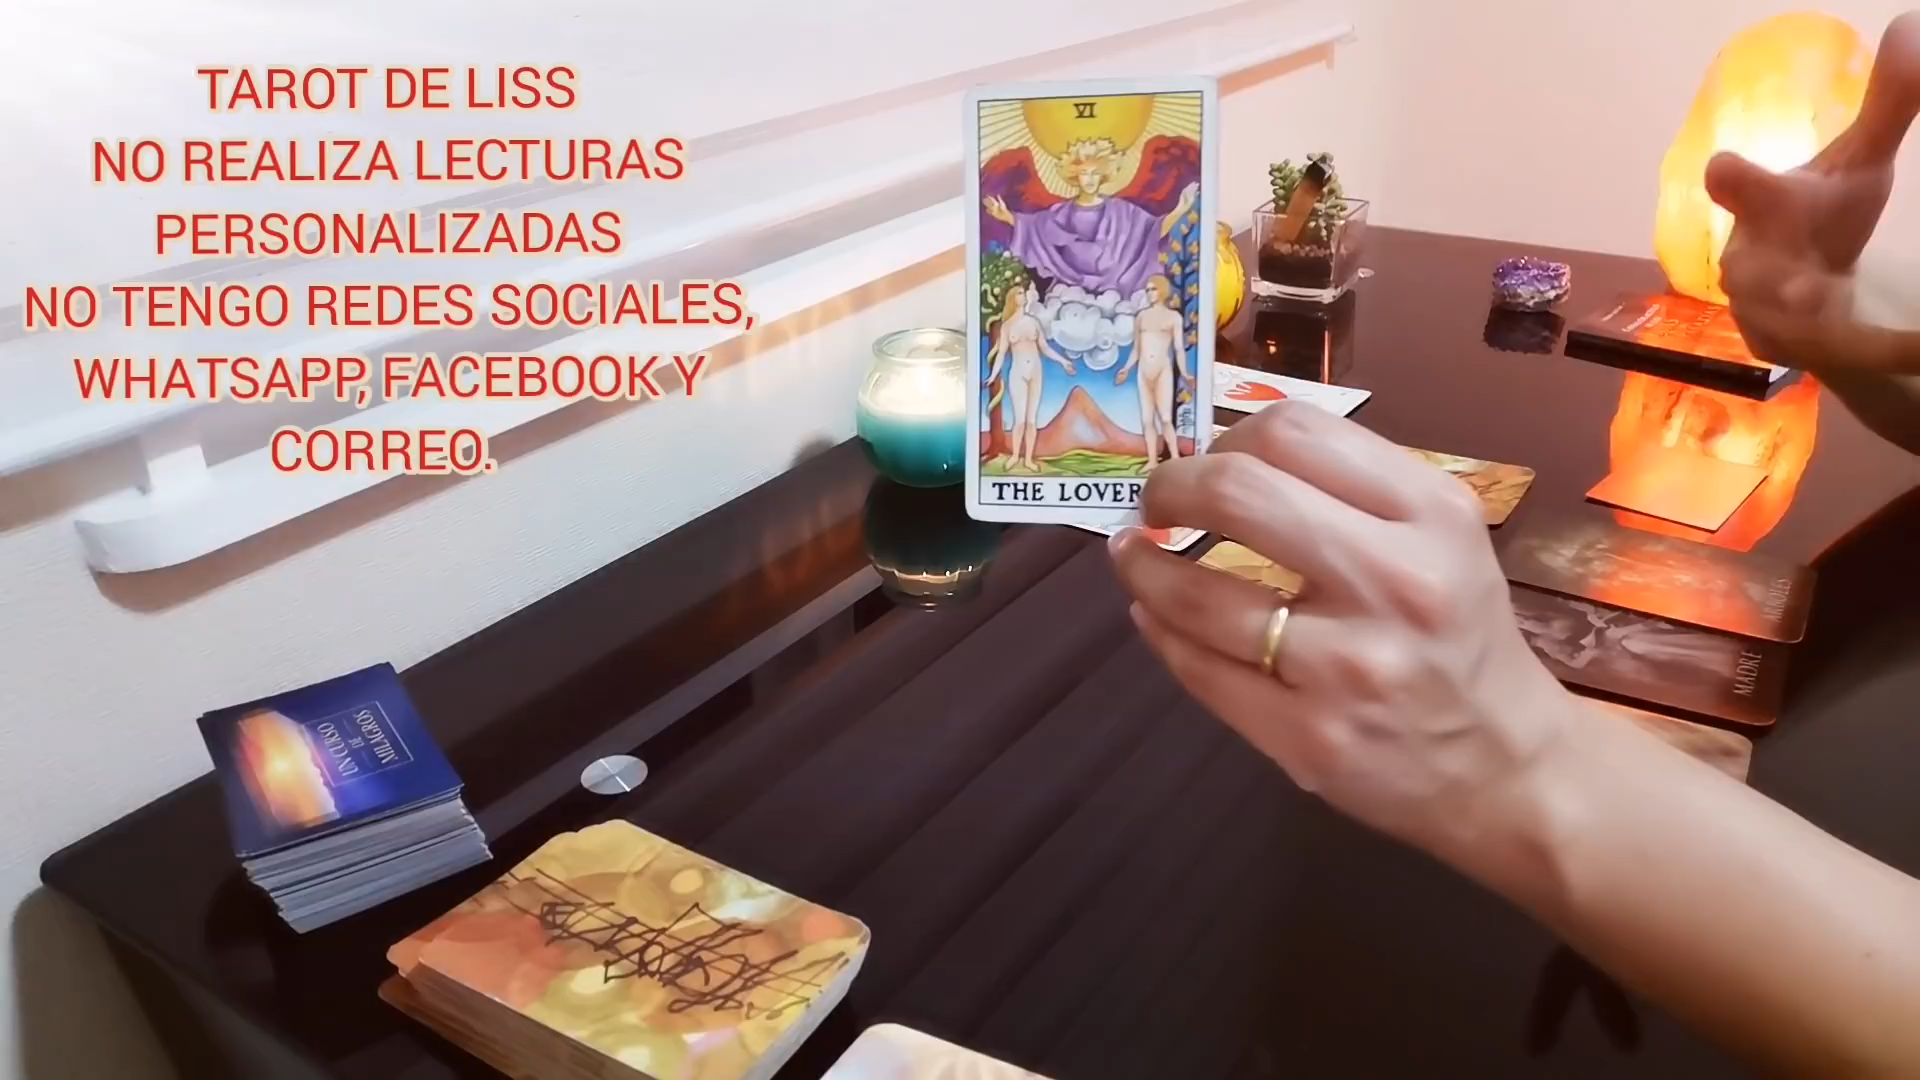 TAROT DE LISS
NO REALIZA LECTURAS
PERSONALIZADAS
NO TENGO REDES SOCIALES,
WHATSAPP, FACEBOOK Y
CORREO.
VI
THE LOVER
UN CURSO
DE
MILAGROS
ÁRBOLES
MADRE